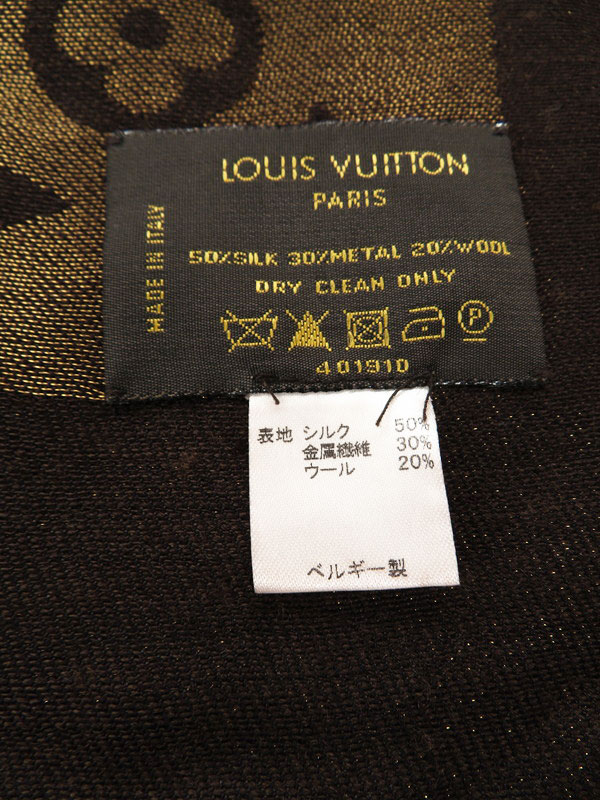 LOUIS VUITTON
PARIS
MADE IN ITALY
50%SILK 30%METAL 20%WOOL
DRY CLEAN ONLY
P
401910
表地 シルク 50%
金属繊維 30%
ウール 20%
ベルギー製